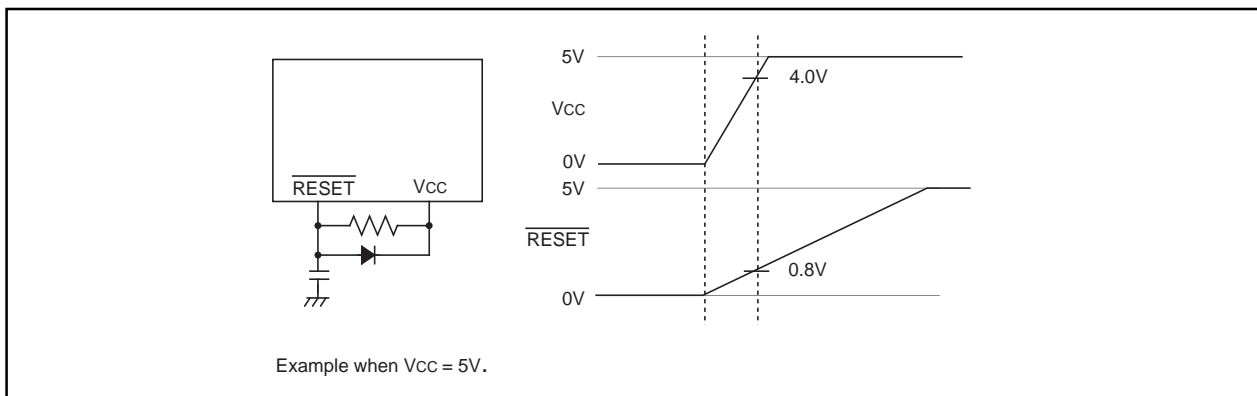 RESET VCC
5V
4.0V
VCC
0V
5V
RESET
0.8V
0V
Example when VCC = 5V.